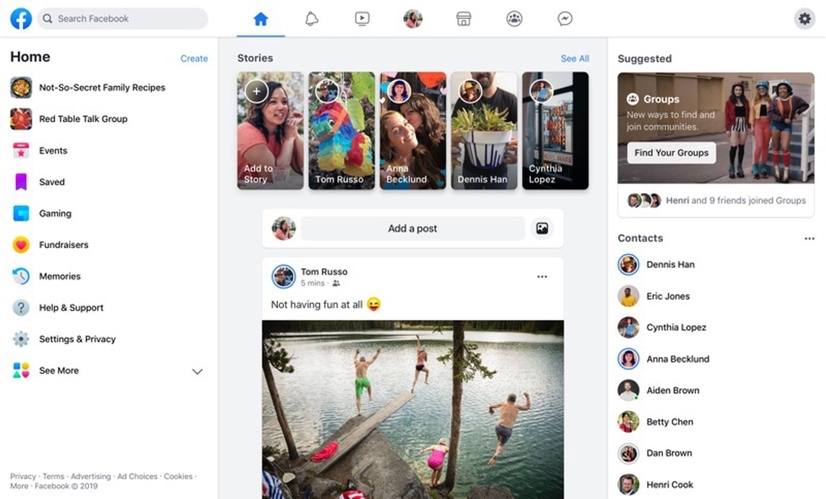 Search Facebook
Home
Create
Not-So-Secret Family Recipes
Red Table Talk Group
Events
Saved
Gaming
Fundraisers
Memories
Help & Support
Settings & Privacy
See More
Privacy · Terms · Advertising · Ad Choices · Cookies ·
More · Facebook © 2019
Stories
See All
Add to
Story
Tom Russo
Anna
Becklund
Dennis Han
Cynthia
Lopez
Add a post
Tom Russo
5 mins ·
Not having fun at all 😜
Suggested
Groups
New ways to find and
join communities.
Find Your Groups
Henri and 9 friends joined Groups
Contacts
Dennis Han
Eric Jones
Cynthia Lopez
Anna Becklund
Aiden Brown
Betty Chen
Dan Brown
Henri Cook